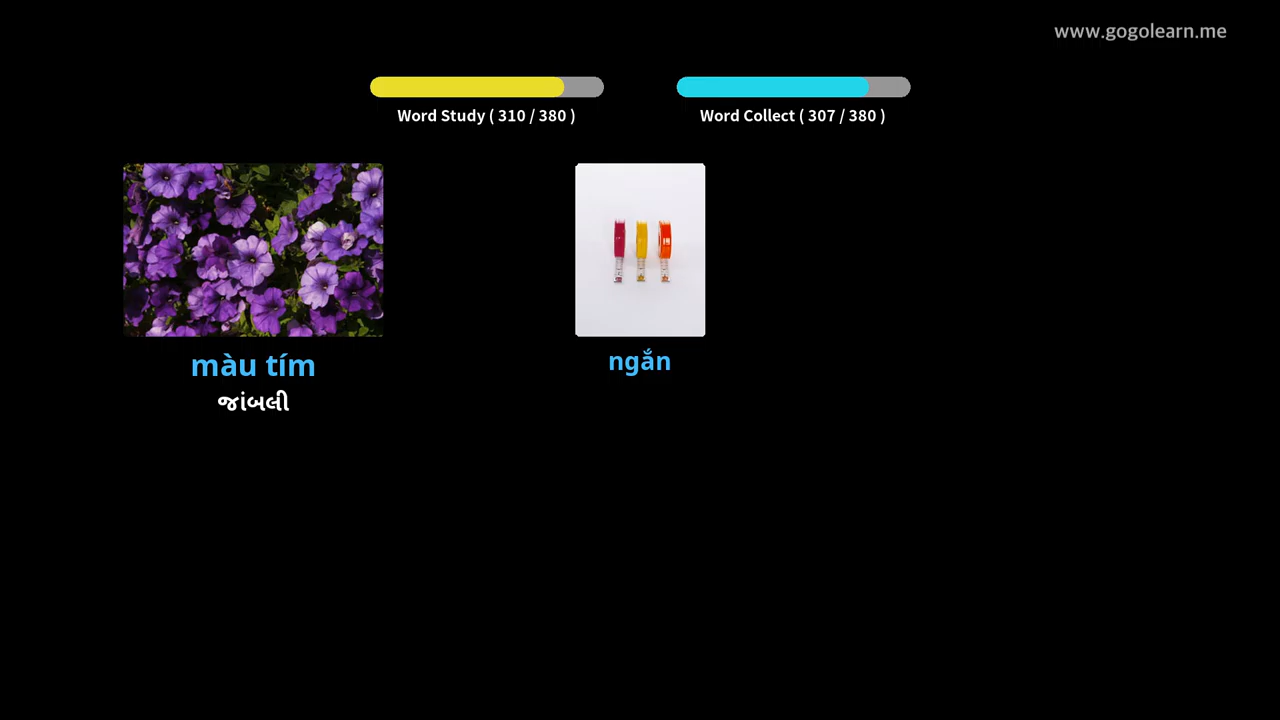 www.gogolearn.me
Word Study ( 310 / 380 )
Word Collect ( 307 / 380 )
màu tím
જાંબલી
ngắn